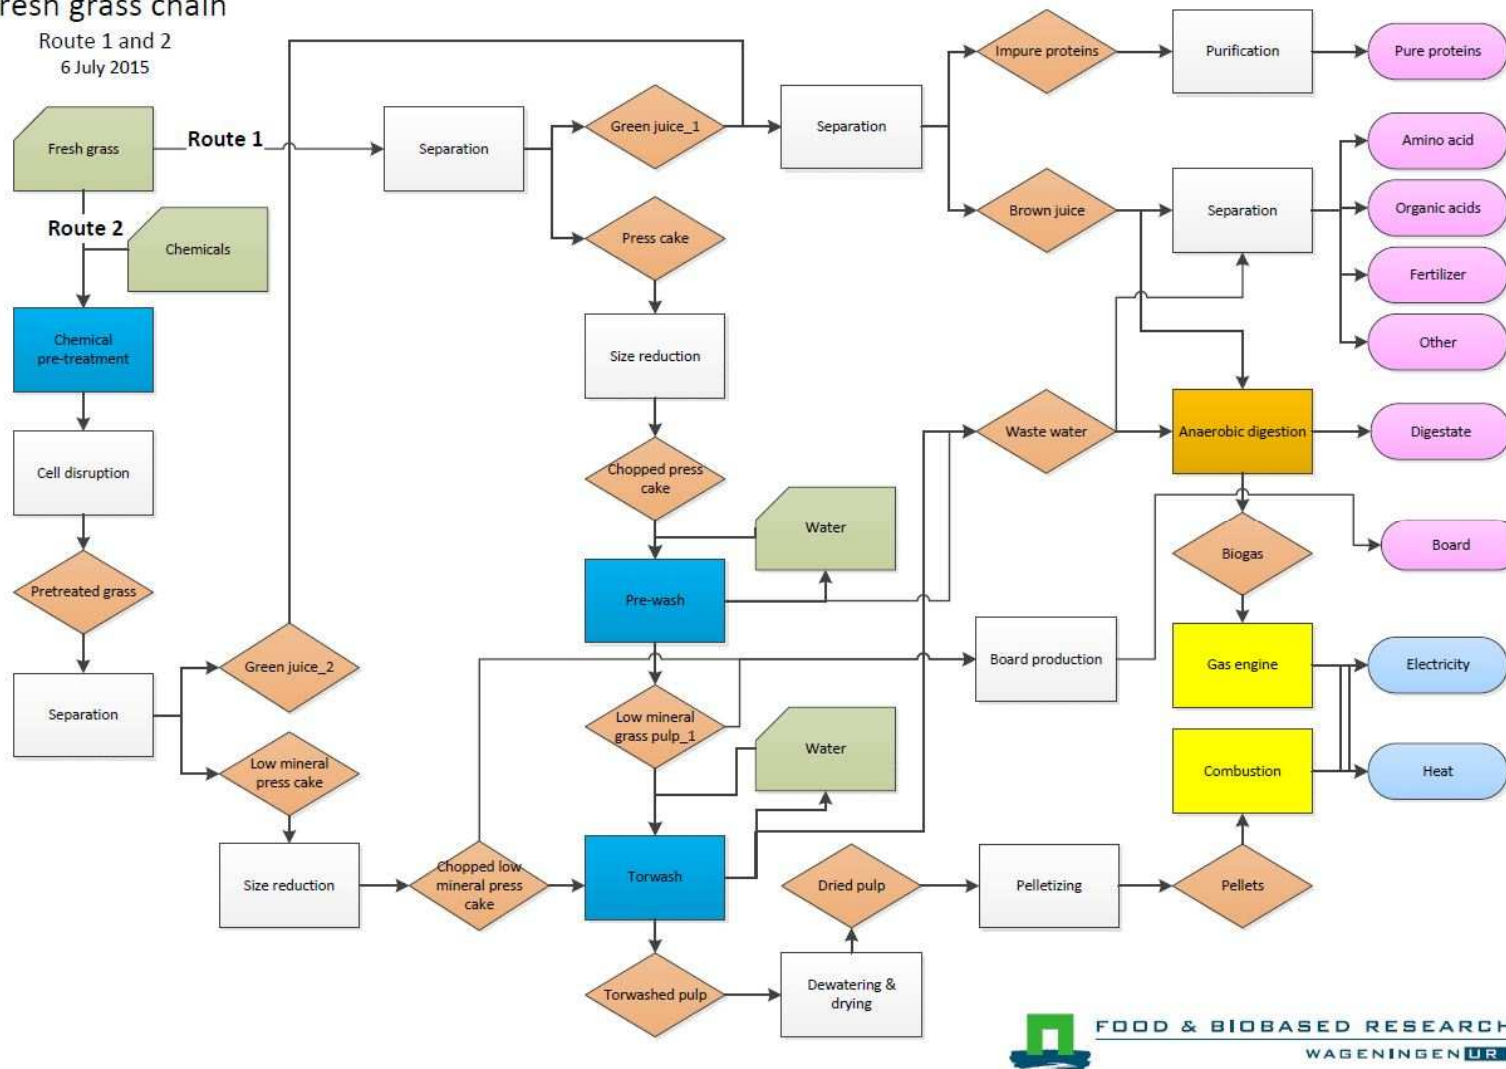 resh grass chain
Route 1 and 2
6 July 2015
Fresh grass
Route 1
Route 2
Chemicals
Chemical
pre-treatment
Cell disruption
Pretreated grass
Separation
Green juice_2
Low mineral
press cake
Size reduction
Chopped low
mineral press
cake
Separation
Green juice_1
Press cake
Size reduction
Chopped press
cake
Water
Pre-wash
Low mineral
grass pulp_1
Water
Torwash
Torwashed pulp
Dewatering &
drying
Dried pulp
Pelletizing
Pellets
Separation
Impure proteins
Purification
Pure proteins
Brown juice
Separation
Amino acid
Organic acids
Fertilizer
Other
Waste water
Anaerobic digestion
Digestate
Biogas
Board
Board production
Gas engine
Electricity
Combustion
Heat
FOOD & BIOBASED RESEARCH
WAGENINGEN UR